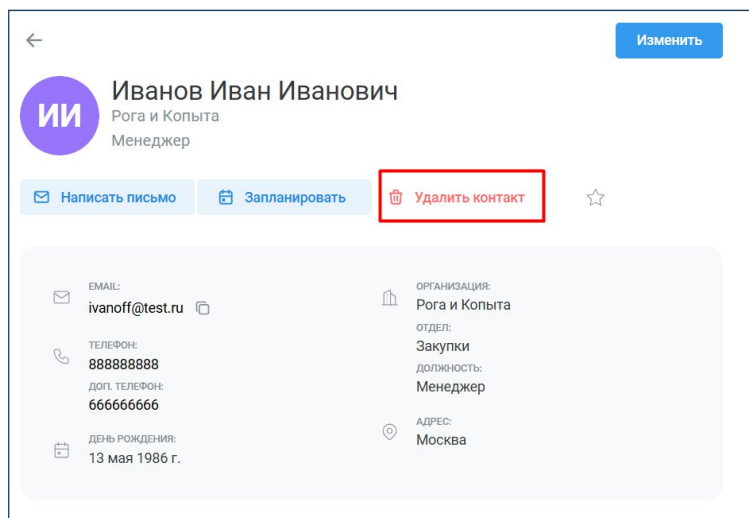 Изменить
ИИ
Иванов Иван Иванович
Рога и Копыта
Менеджер
Написать письмо
Запланировать
Удалить контакт
EMAIL:
ivanoff@test.ru
ТЕЛЕФОН:
888888888
ДОП. ТЕЛЕФОН:
666666666
ДЕНЬ РОЖДЕНИЯ:
13 мая 1986 г.
ОРГАНИЗАЦИЯ:
Рога и Копыта
ОТДЕЛ:
Закупки
ДОЛЖНОСТЬ:
Менеджер
АДРЕС:
Москва